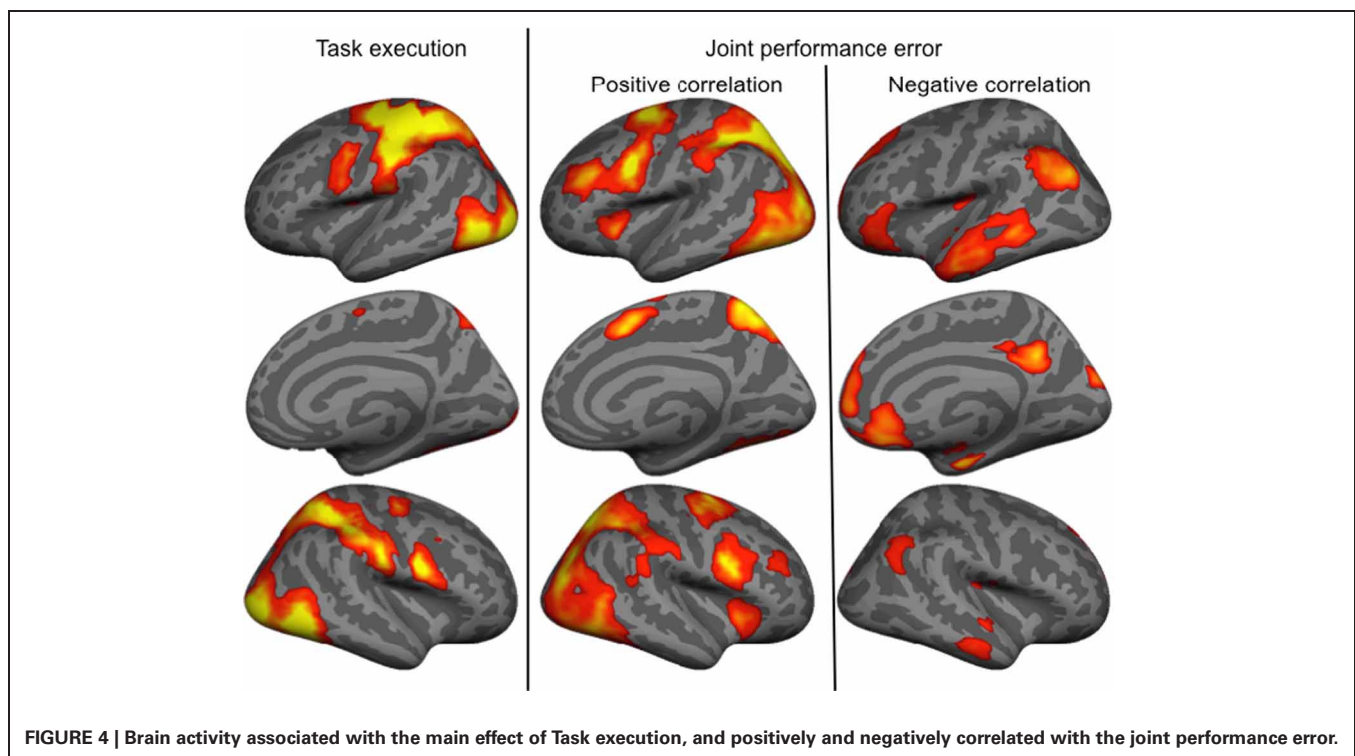 Task execution
Joint performance error
Positive correlation
Negative correlation
FIGURE 4 | Brain activity associated with the main effect of Task execution, and positively and negatively correlated with the joint performance error.